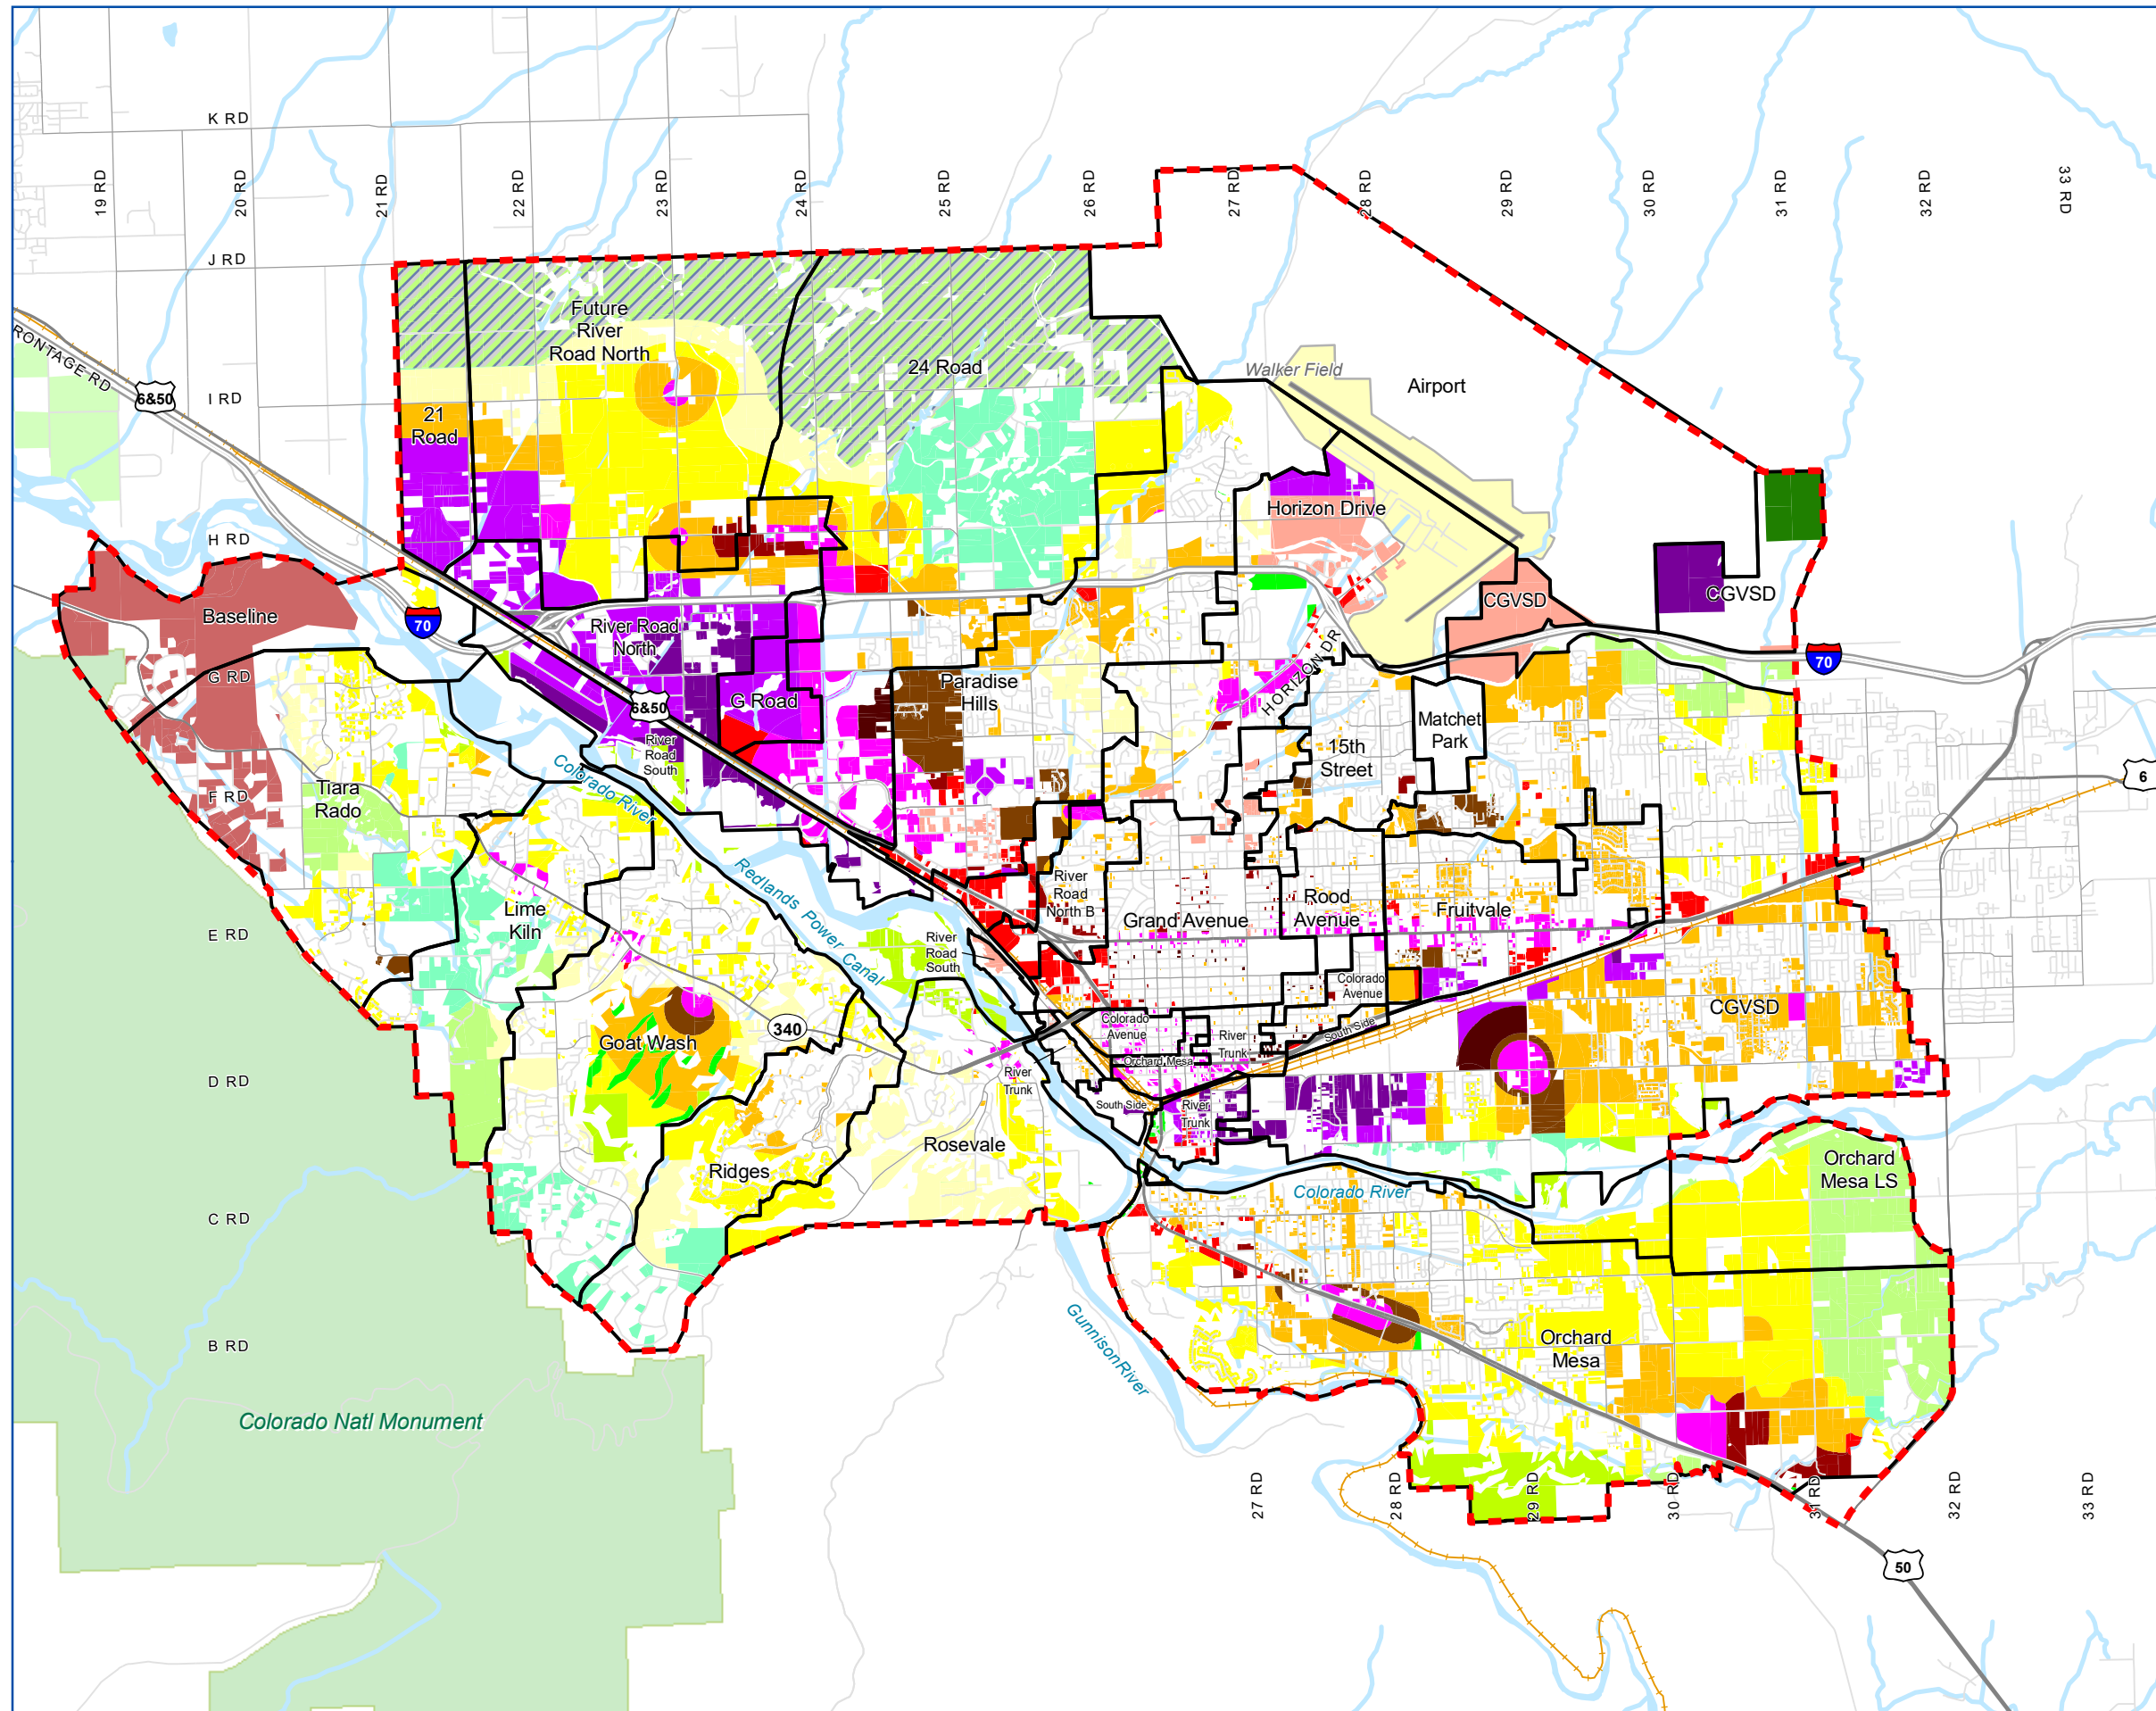 K RD
19 RD
20 RD
21 RD
22 RD
23 RD
24 RD
25 RD
26 RD
27 RD
28 RD
29 RD
30 RD
31 RD
32 RD
33 RD
J RD
Future
River
Road North
24 Road
Walker Field
Airport
RONTAGE RD
6&50
I RD
21
Road
Horizon Drive
H RD
CGVSD
CGVSD
Baseline
70
River Road
North
HORIZON DR
70
G RD
Paradise
Hills
G Road
6&50
Matchet
Park
River
Road
South
15th
Street
6
Colorado River
Tiara
Rado
F RD
Redlands Power Canal
River
Road
North B
Lime
Kiln
Grand Avenue
Rood
Avenue
Fruitvale
E RD
River
Road
South
Colorado
Avenue
CGVSD
340
Goat Wash
Colorado
Avenue
River
Trunk
South Side
Orchard Mesa
D RD
River
Trunk
South Side
River
Trunk
Rosevale
Ridges
Orchard
Mesa LS
Colorado River
C RD
Gunnison River
Orchard
Mesa
B RD
Colorado Natl Monument
27 RD
28 RD
29 RD
30 RD
31 RD
32 RD
33 RD
50